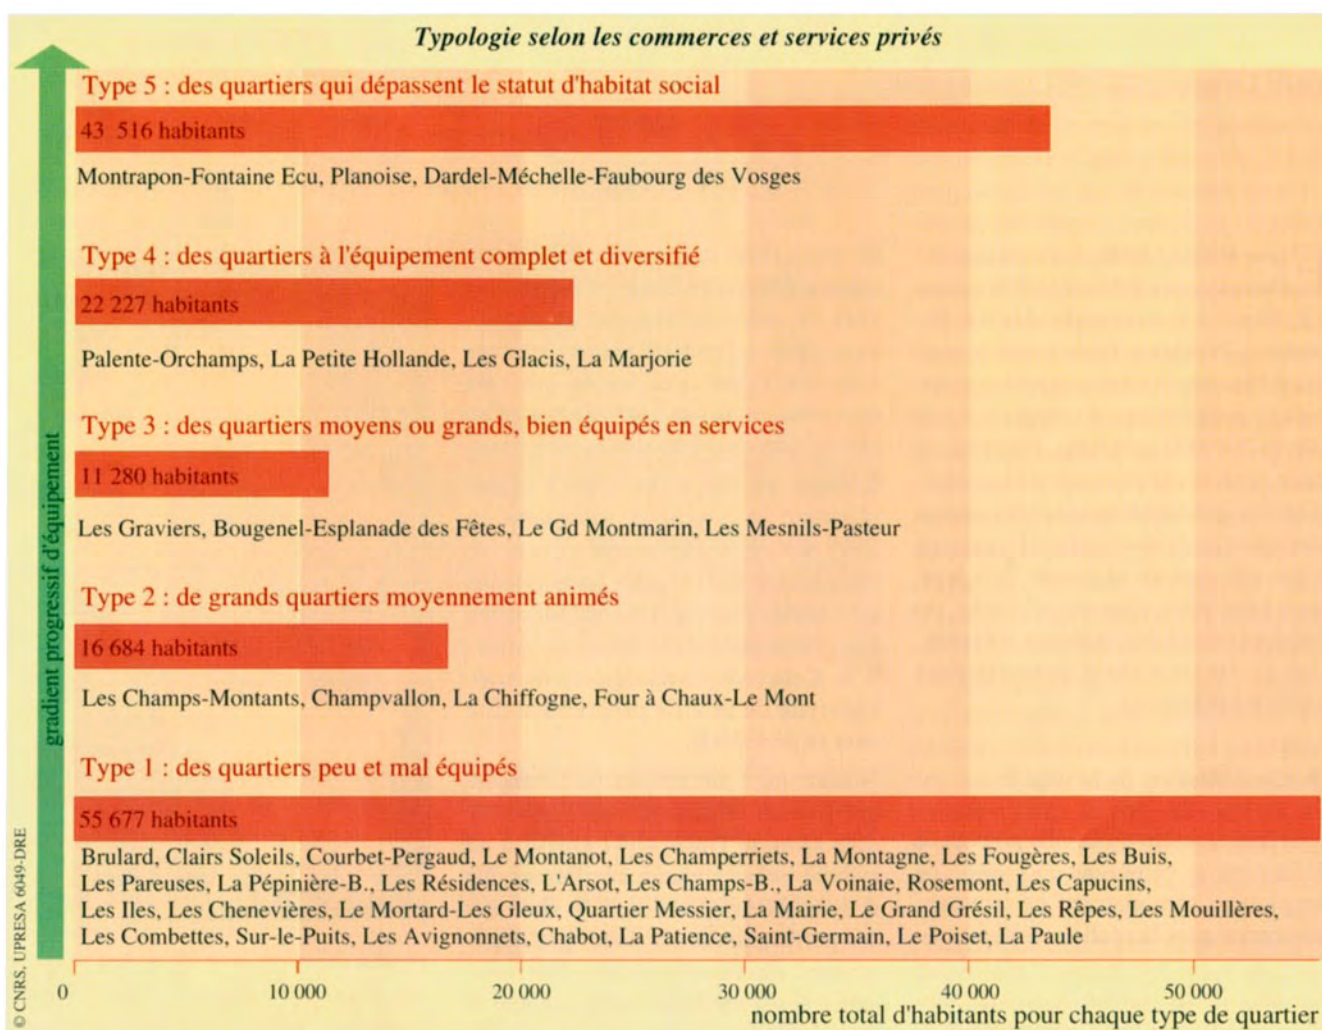 Typologie selon les commerces et services privés
Type 5 : des quartiers qui dépassent le statut d'habitat social
43 516 habitants
Montrapon-Fontaine Ecu, Planoise, Dardel-Méchelle-Faubourg des Vosges
Type 4 : des quartiers à l'équipement complet et diversifié
22 227 habitants
Palente-Orchamps, La Petite Hollande, Les Glacis, La Marjorie
Type 3 : des quartiers moyens ou grands, bien équipés en services
11 280 habitants
Les Graviers, Bougenel-Esplanade des Fêtes, Le Gd Montmarin, Les Mesnils-Pasteur
Type 2 : de grands quartiers moyennement animés
16 684 habitants
Les Champs-Montants, Champvallon, La Chiffogne, Four à Chaux-Le Mont
Type 1 : des quartiers peu et mal équipés
55 677 habitants
Brulard, Clairs Soleils, Courbet-Pergaud, Le Montanot, Les Champerriets, La Montagne, Les Fougères, Les Buis,
Les Pareuses, La Pépinière-B., Les Résidences, L'Arsot, Les Champs-B., La Voinaie, Rosemont, Les Capucins,
Les Iles, Les Chenevières, Le Mortard-Les Gleux, Quartier Messier, La Mairie, Le Grand Grésil, Les Rêpes, Les Mouillères,
Les Combettes, Sur-le-Puits, Les Avignonnets, Chabot, La Patience, Saint-Germain, Le Poiset, La Paule
gradient progressif d'équipement
0 10 000 20 000 30 000 40 000 50 000
nombre total d'habitants pour chaque type de quartier
© CNRS, UPRESA 6049-DRE